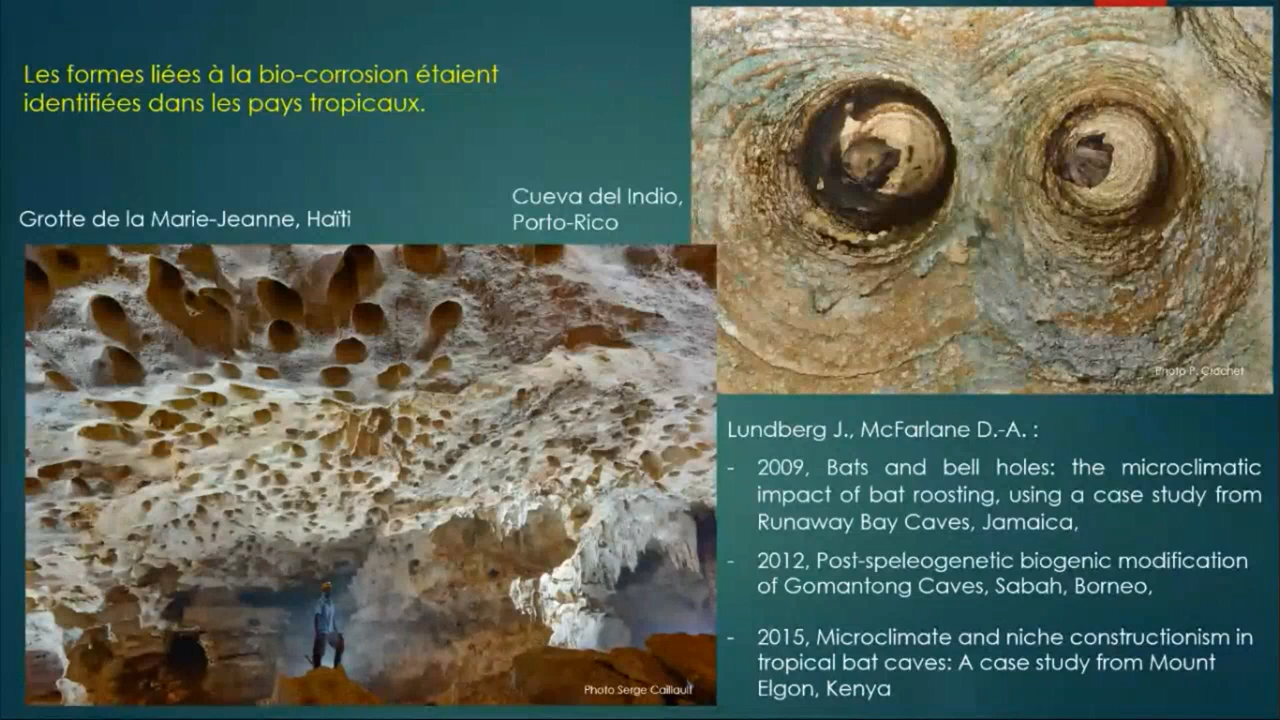 Les formes liées à la bio-corrosion étaient
identifiées dans les pays tropicaux.
Grotte de la Marie-Jeanne, Haïti
Cueva del Indio,
Porto-Rico
Photo P. Crochet
Photo Serge Caillault
Lundberg J., McFarlane D.-A. :
- 2009, Bats and bell holes: the microclimatic
impact of bat roosting, using a case study from
Runaway Bay Caves, Jamaica,
- 2012, Post-speleogenetic biogenic modification
of Gomantong Caves, Sabah, Borneo,
- 2015, Microclimate and niche constructionism in
tropical bat caves: A case study from Mount
Elgon, Kenya